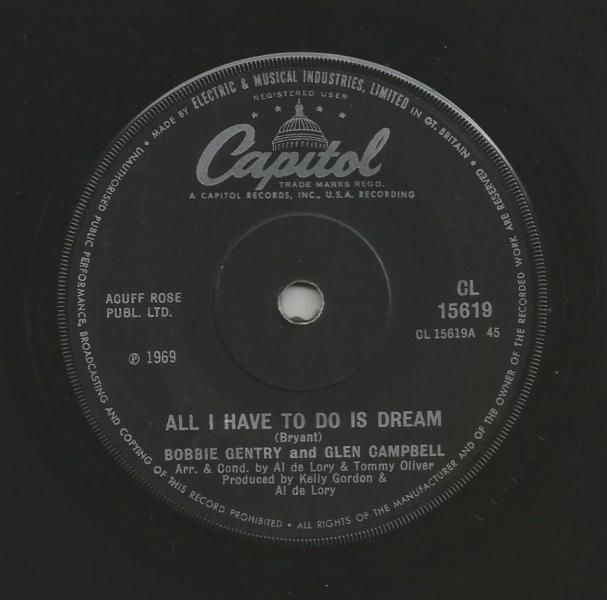 MADE BY ELECTRIC & MUSICAL INDUSTRIES, LIMITED IN GT. BRITAIN • UNAUTHORISED PUBLIC PERFORMANCE, BROADCASTING AND COPYING OF THIS RECORD PROHIBITED • ALL RIGHTS OF THE MANUFACTURER AND OF THE OWNER OF THE RECORDED WORK ARE RESERVED •
REGISTERED USER
Capitol
TRADE MARKS REGD.
A CAPITOL RECORDS, INC., U.S.A. RECORDING
ACUFF ROSE
PUBL. LTD.
℗ 1969
CL
15619
CL 15619A 45
ALL I HAVE TO DO IS DREAM
(Bryant)
BOBBIE GENTRY and GLEN CAMPBELL
Arr. & Cond. by Al de Lory & Tommy Oliver
Produced by Kelly Gordon &
Al de Lory